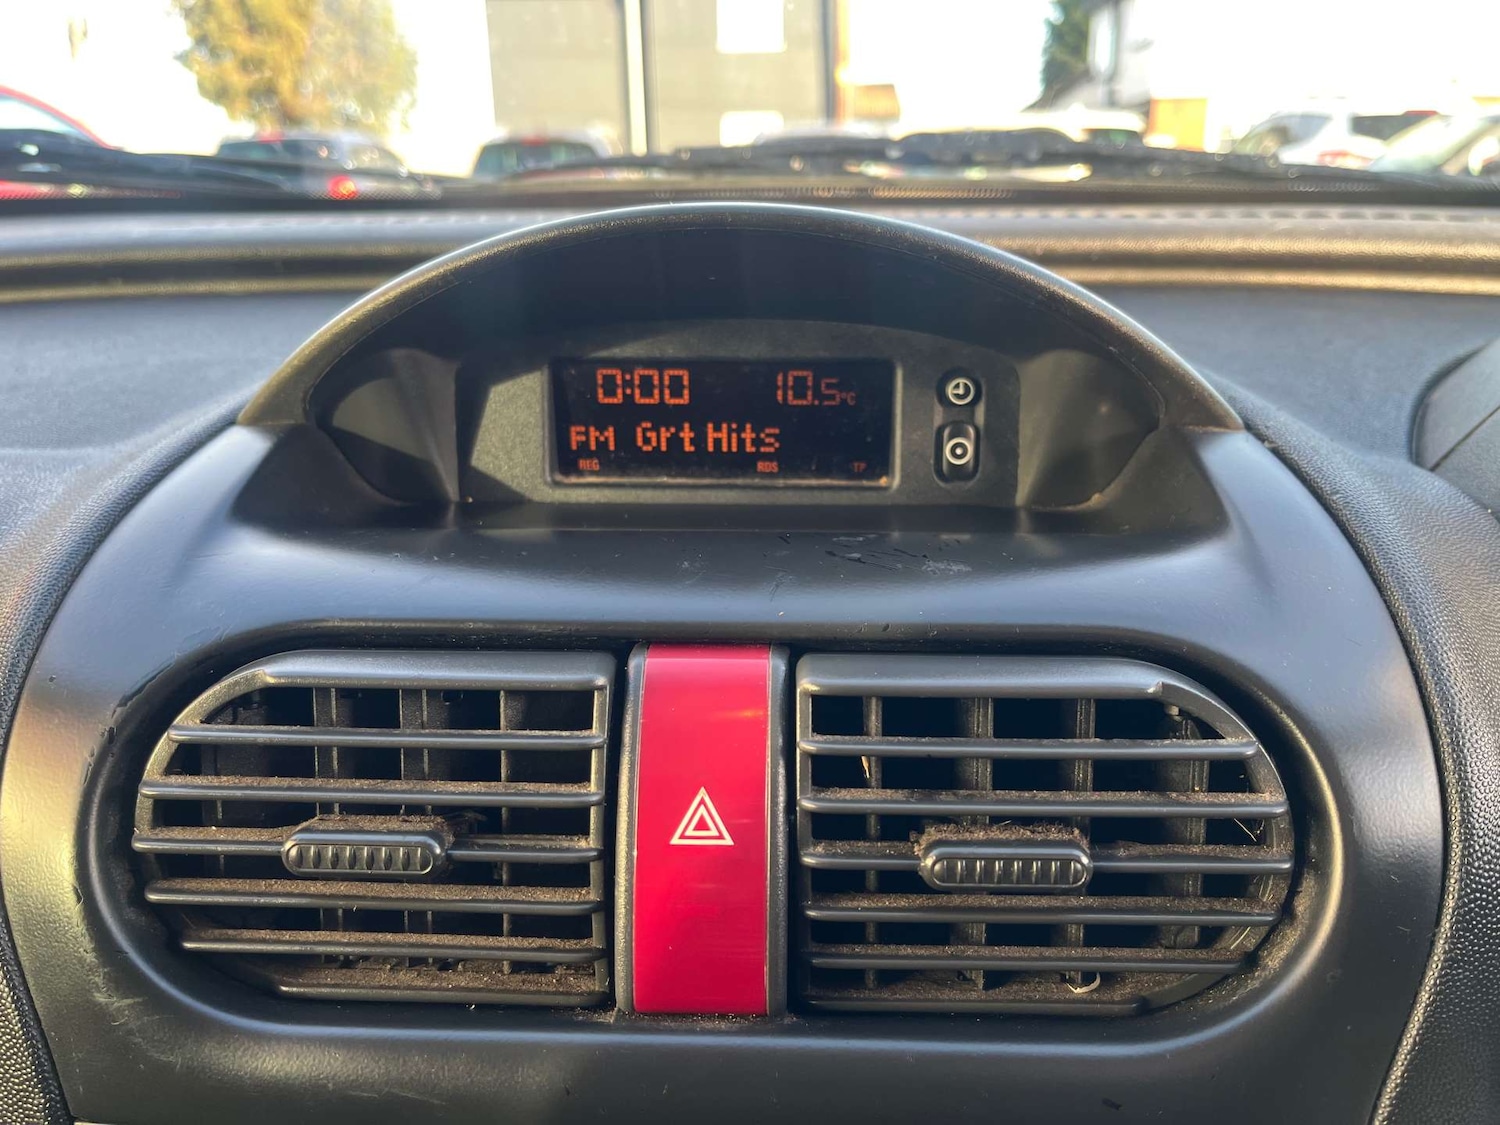 0:00 10.5°C
FM Grt Hits
REG RDS TP